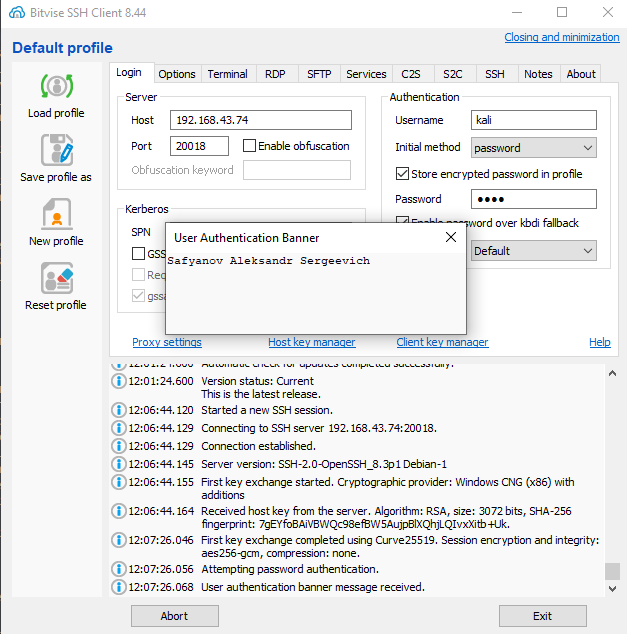 Bitvise SSH Client 8.44
Default profile
Closing and minimization
Load profile
Save profile as
New profile
Reset profile
Login Options Terminal RDP SFTP Services C2S S2C SSH Notes About
Server
Host 192.168.43.74
Port 20018 Enable obfuscation
Obfuscation keyword
Kerberos
SPN
GSS
Req
gssa
Authentication
Username kali
Initial method password
Store encrypted password in profile
Password ••••
Enable password over kbdi fallback
Default
User Authentication Banner
Safyanov Aleksandr Sergeevich
Proxy settings Host key manager Client key manager Help
12:01:24.600 Automatic check for updates completed successfully.
12:01:24.600 Version status: Current
This is the latest release.
12:06:44.120 Started a new SSH session.
12:06:44.129 Connecting to SSH server 192.168.43.74:20018.
12:06:44.129 Connection established.
12:06:44.145 Server version: SSH-2.0-OpenSSH_8.3p1 Debian-1
12:06:44.155 First key exchange started. Cryptographic provider: Windows CNG (x86) with
additions
12:06:44.164 Received host key from the server. Algorithm: RSA, size: 3072 bits, SHA-256
fingerprint: 7gEYfoBAiVBWQc98efBW5AujpBlXQhjLQIvxXitb+Uk.
12:07:26.046 First key exchange completed using Curve25519. Session encryption and integrity:
aes256-gcm, compression: none.
12:07:26.056 Attempting password authentication.
12:07:26.068 User authentication banner message received.
Abort Exit